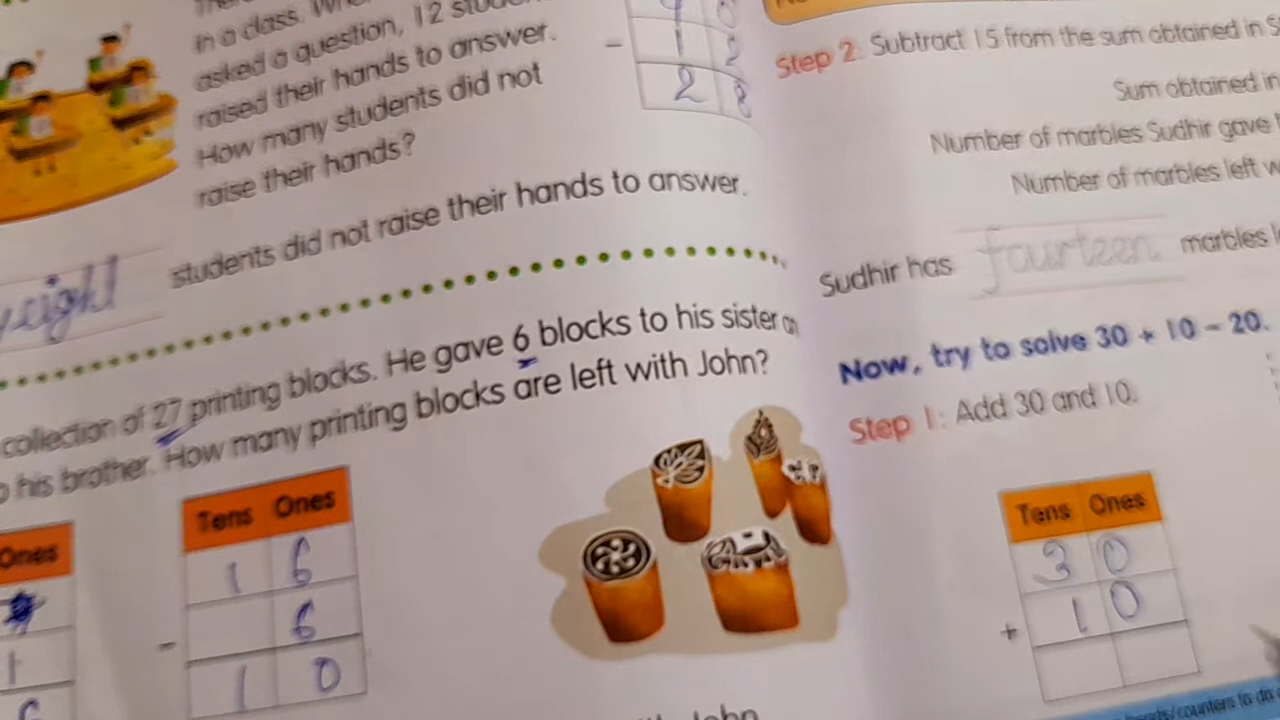 in a class.
asked a question, 12
raised their hands to answer.
How many students did not
raise their hands?
1 2
2 8
students did not raise their hands to answer.
collection of 27 printing blocks. He gave 6 blocks to his sister
his brother. How many printing blocks are left with John?
Ones
1
Tens Ones
1 6
- 6
1 0
Step 2: Subtract 15 from the sum obtained in
Sum obtained in
Number of marbles Sudhir gave
Number of marbles left
Sudhir has fourteen marbles
Now, try to solve 30 + 10 - 20.
Step 1: Add 30 and 10.
Tens Ones
3 0
+ 1 0